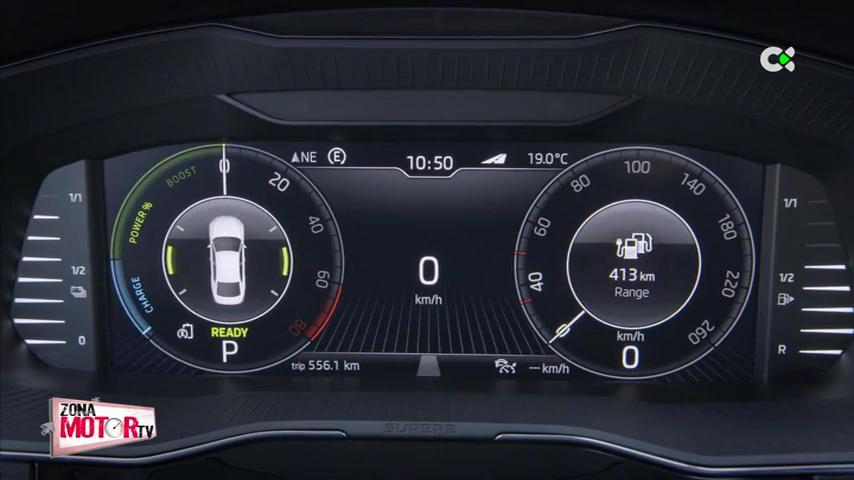 NE E 10:50 19.0°C
1/1
1/2
0
POWER %
BOOST
CHARGE
0
20
40
60
80
READY
P
0
km/h
trip 556.1 km
--- km/h
0
40
60
80
100
140
180
220
260
413 km
Range
km/h
0
1/1
1/2
R
ZONA
MOTOR TV
SUPERB